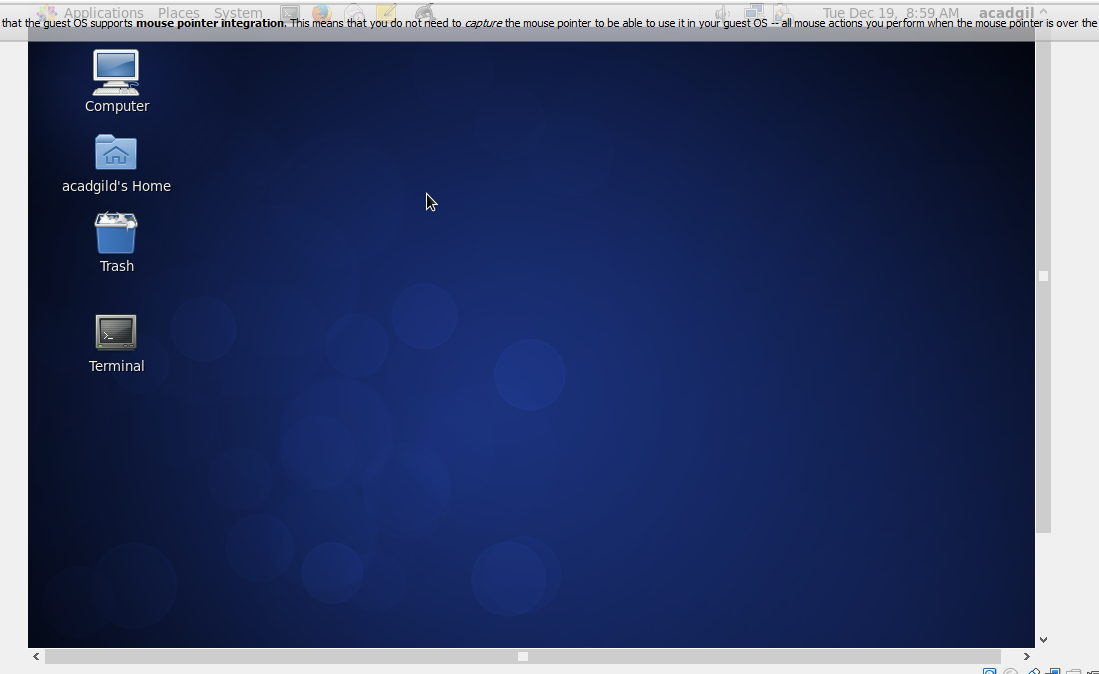 Applications Places System Tue Dec 19, 8:59 AM acadgil
that the guest OS supports mouse pointer integration. This means that you do not need to capture the mouse pointer to be able to use it in your guest OS -- all mouse actions you perform when the mouse pointer is over the
Computer
acadgild's Home
Trash
Terminal